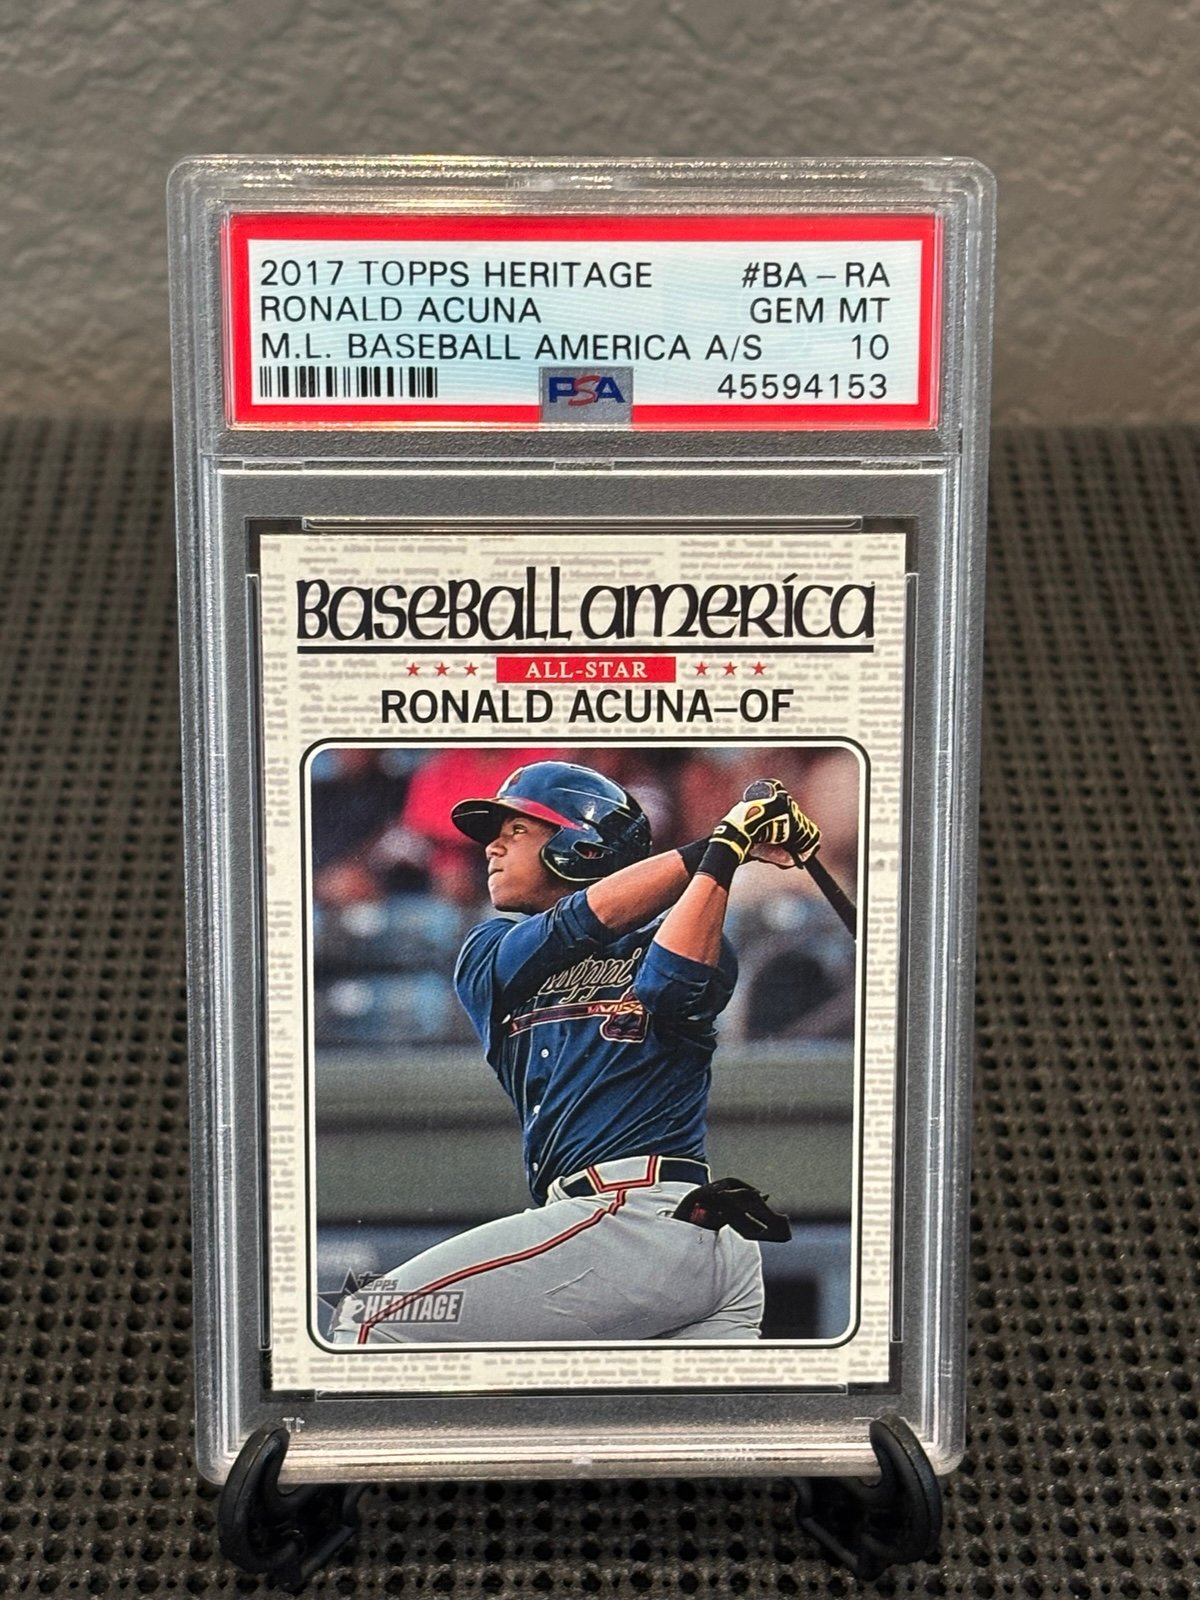 2017 TOPPS HERITAGE #BA-RA
RONALD ACUNA GEM MT
M.L. BASEBALL AMERICA A/S 10
PSA 45594153
Baseball america
★ ★ ★ ALL-STAR ★ ★ ★
RONALD ACUNA-OF
Topps
HERITAGE